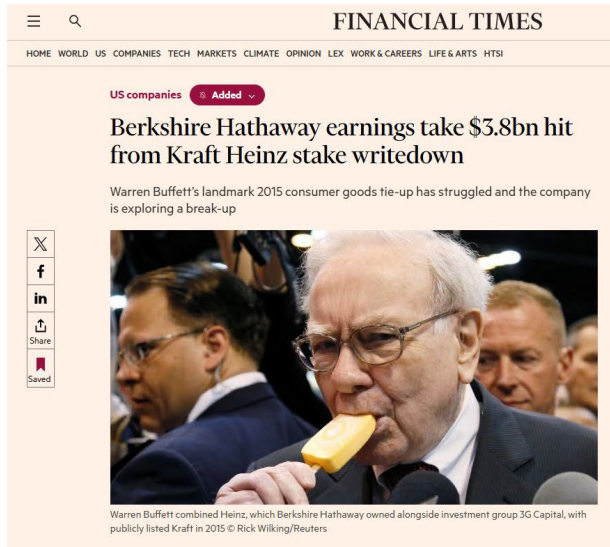 FINANCIAL TIMES
HOME WORLD US COMPANIES TECH MARKETS CLIMATE OPINION LEX WORK & CAREERS LIFE & ARTS HTSI
US companies Added
Berkshire Hathaway earnings take $3.8bn hit
from Kraft Heinz stake writedown
Warren Buffett’s landmark 2015 consumer goods tie-up has struggled and the company
is exploring a break-up
X
f
in
Share
Saved
Warren Buffett combined Heinz, which Berkshire Hathaway owned alongside investment group 3G Capital, with
publicly listed Kraft in 2015 © Rick Wilking/Reuters